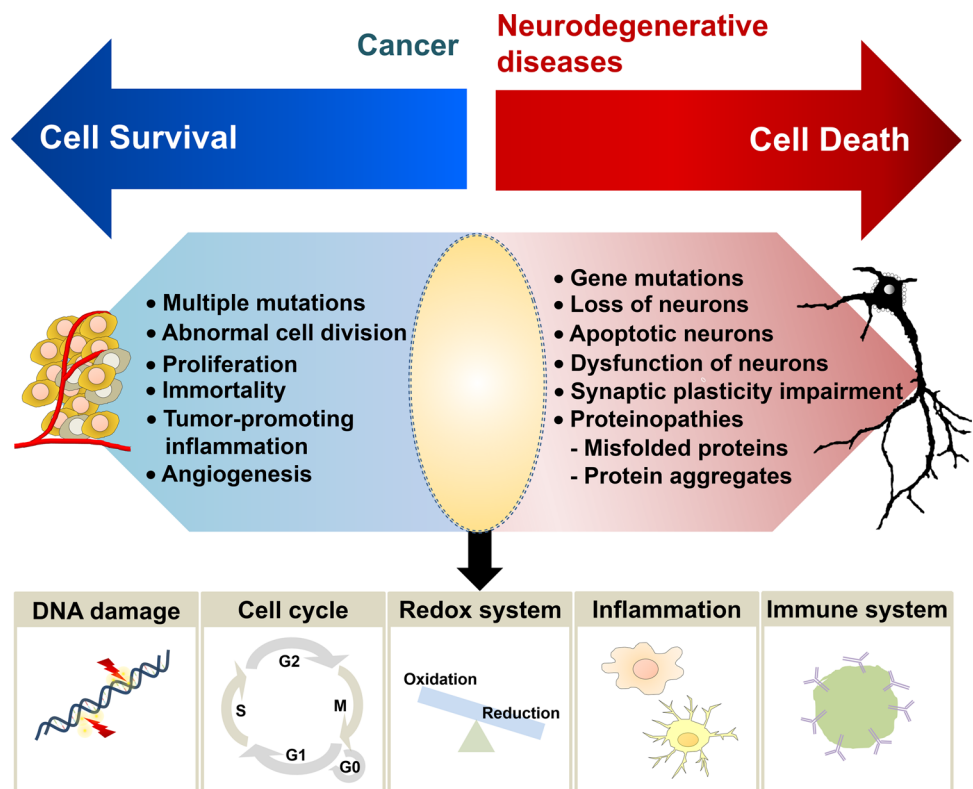 Cancer
Neurodegenerative
diseases
Cell Survival
Cell Death
• Multiple mutations
• Abnormal cell division
• Proliferation
• Immortality
• Tumor-promoting
inflammation
• Angiogenesis
• Gene mutations
• Loss of neurons
• Apoptotic neurons
• Dysfunction of neurons
• Synaptic plasticity impairment
• Proteinopathies
- Misfolded proteins
- Protein aggregates
DNA damage
Cell cycle
G2
S
M
G1
G0
Redox system
Oxidation
Reduction
Inflammation
Immune system